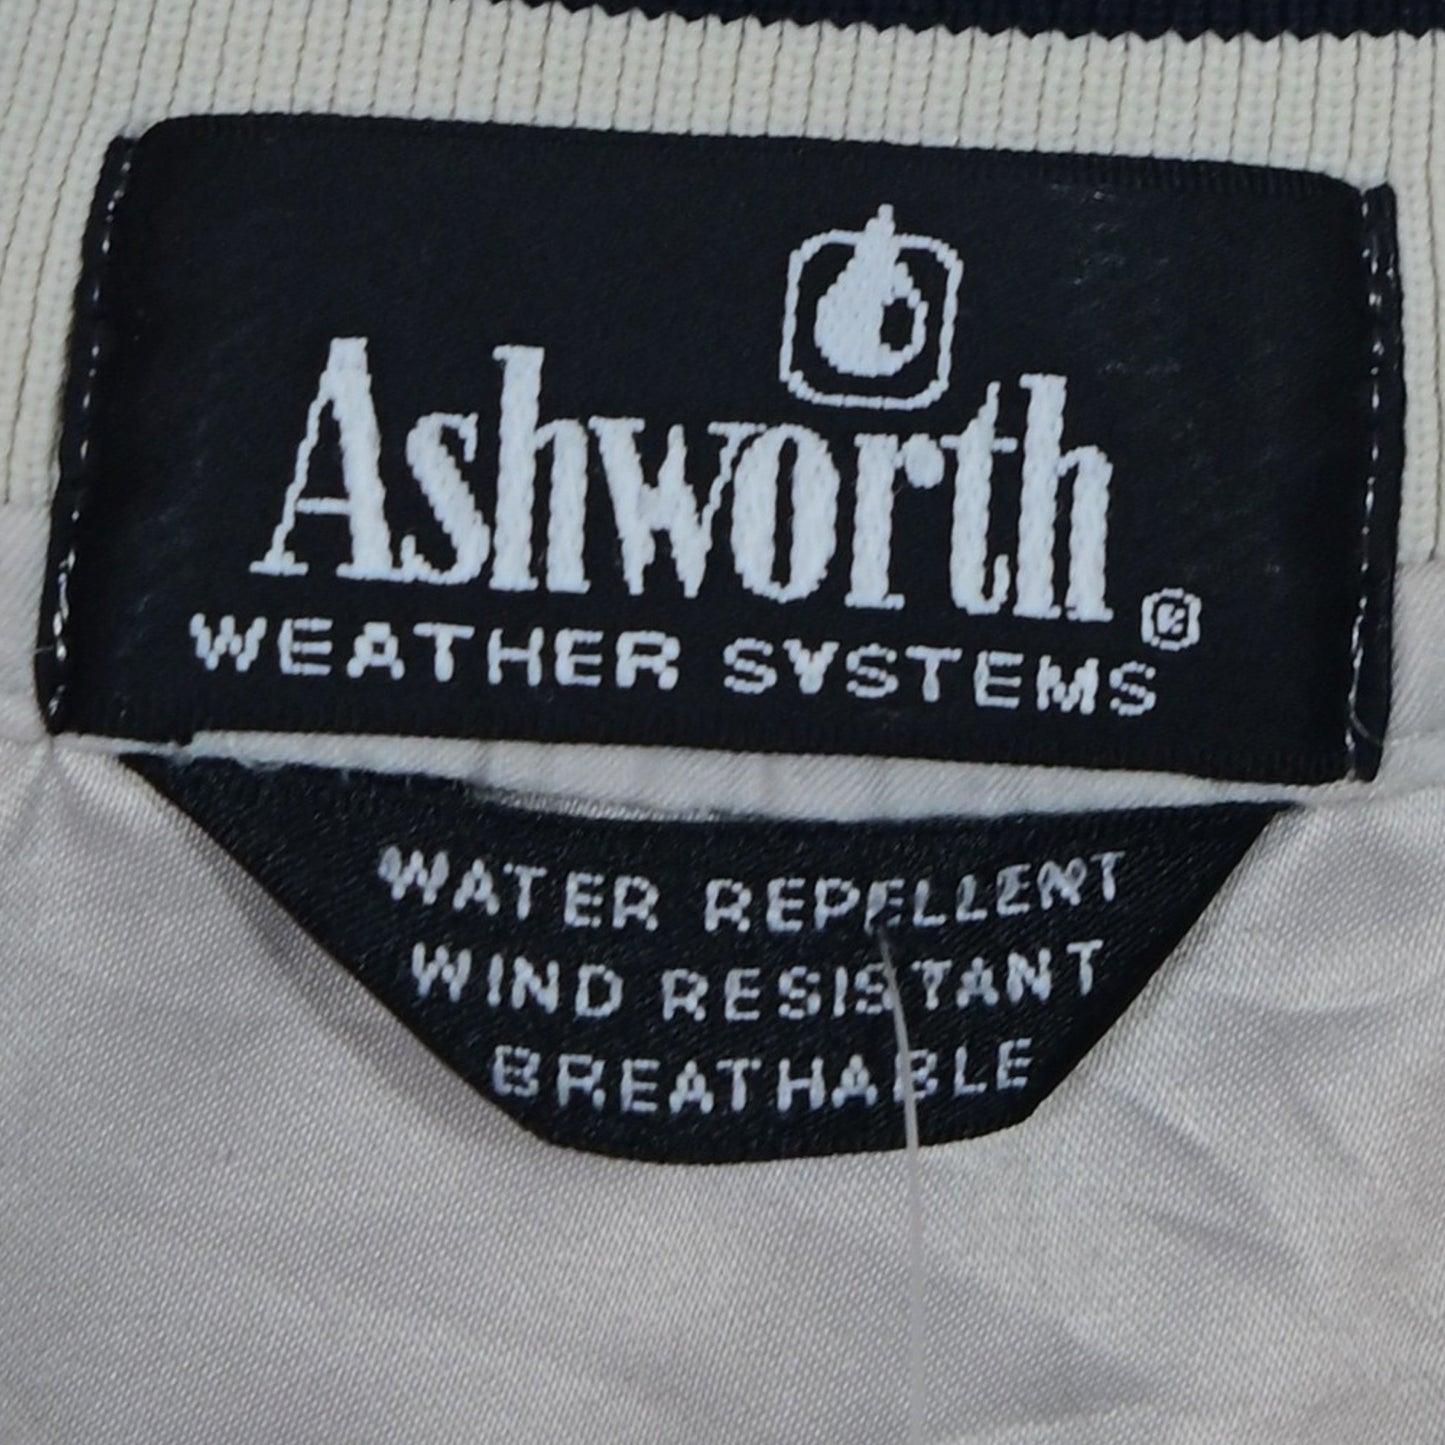 Ashworth®
WEATHER SYSTEMS
WATER REPELLENT
WIND RESISTANT
BREATHABLE